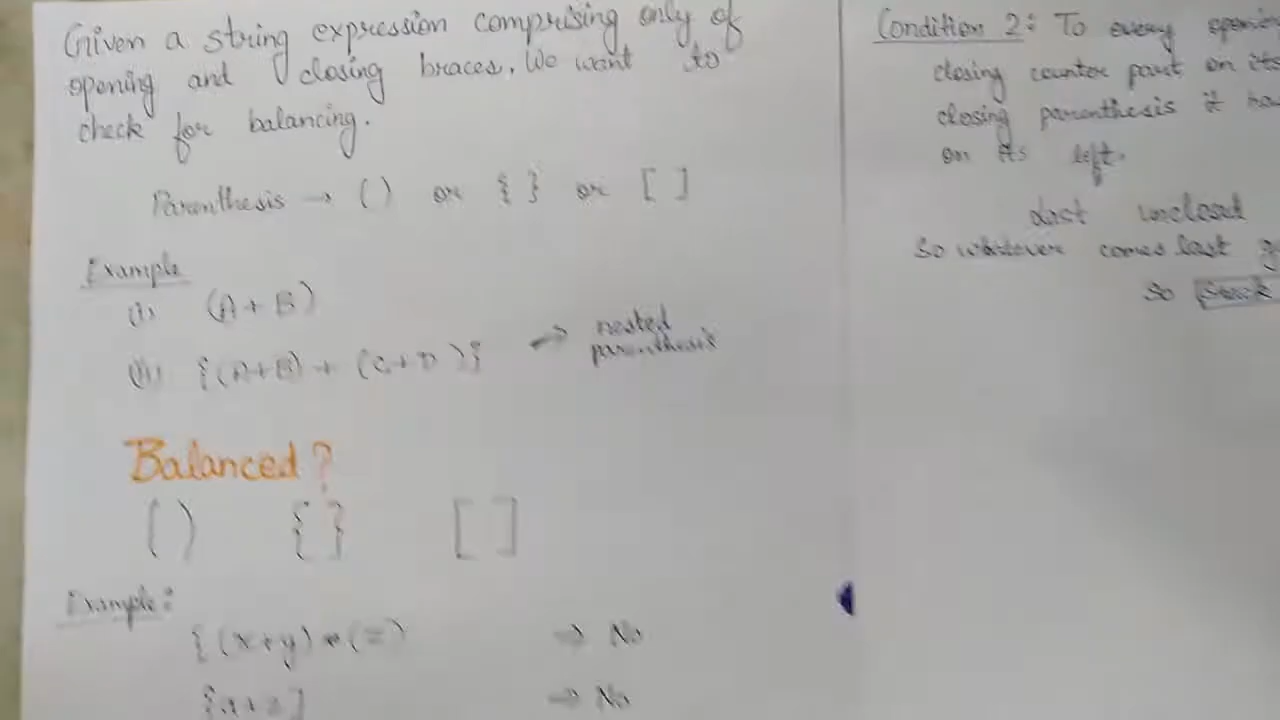 Given a string expression comprising only of
opening and closing braces. We want to
check for balancing.
Parenthesis → () or { } or [ ]
Example
(i) (A + B)
(ii) {(A+B) + (C+D)} → nested
parenthesis
Balanced ?
( ) { } [ ]
Example:
{(x+y) * (z) → No
→ No
Condition 2: To every
closing counter part on its
closing parenthesis it
on its left.
Last unclosed
So whatever comes last
so stack